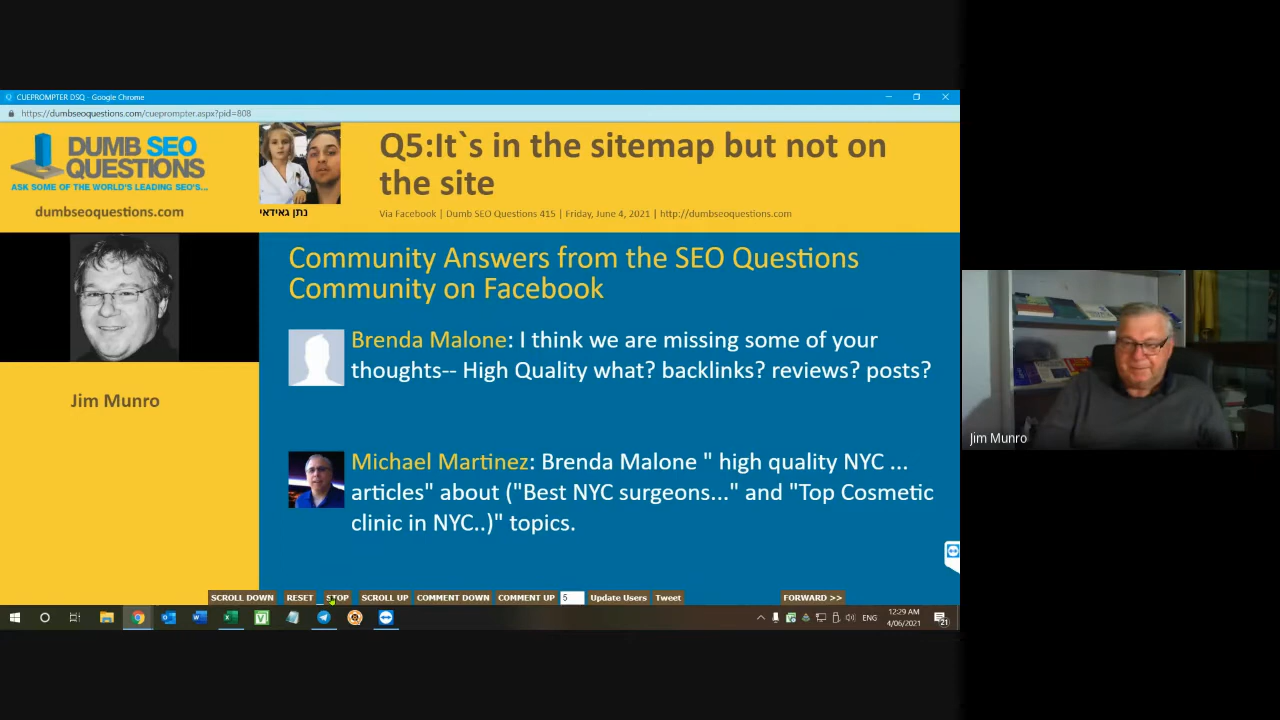 CUEPROMPTER DSQ - Google Chrome
https://dumbseoquestions.com/cueprompter.aspx?pid=808
DUMB SEO
QUESTIONS
ASK SOME OF THE WORLD'S LEADING SEO'S...
dumbseoquestions.com
נתן גאידאי
Q5:It`s in the sitemap but not on
the site
Via Facebook | Dumb SEO Questions 415 | Friday, June 4, 2021 | http://dumbseoquestions.com
Jim Munro
Community Answers from the SEO Questions
Community on Facebook
Brenda Malone: I think we are missing some of your
thoughts-- High Quality what? backlinks? reviews? posts?
Michael Martinez: Brenda Malone " high quality NYC ...
articles" about ("Best NYC surgeons..." and "Top Cosmetic
clinic in NYC..)" topics.
Jim Munro
SCROLL DOWN RESET STOP SCROLL UP COMMENT DOWN COMMENT UP 5 Update Users Tweet FORWARD >>
ENG
12:29 AM
4/06/2021
21